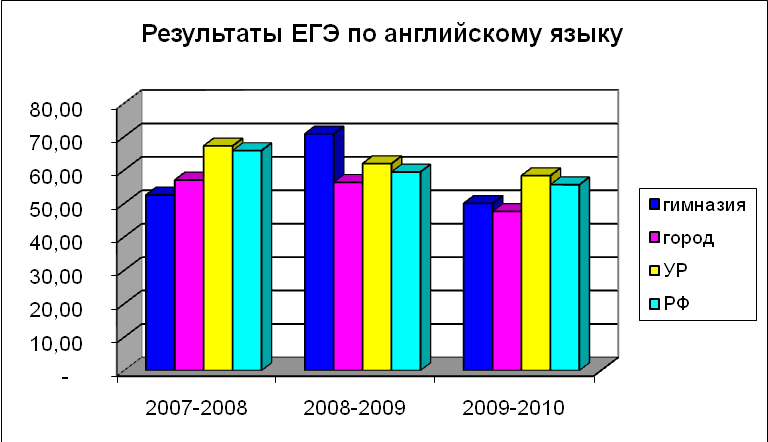 Результаты ЕГЭ по английскому языку
80,00
70,00
60,00
50,00
40,00
30,00
20,00
10,00
-
2007-2008
2008-2009
2009-2010
гимназия
город
УР
РФ